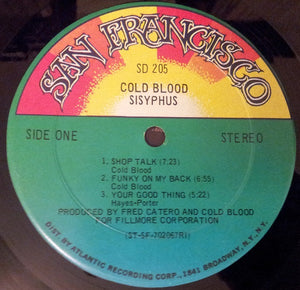 SAN FRANCISCO
SD 205
COLD BLOOD
SISYPHUS
SIDE ONE
STEREO
1. SHOP TALK (7:23)
Cold Blood
2. FUNKY ON MY BACK (6:55)
Cold Blood
3. YOUR GOOD THING (5:22)
Hayes-Porter
PRODUCED BY FRED CATERO AND COLD BLOOD
FOR FILLMORE CORPORATION
(ST-SF-702067RI)
DIST. BY ATLANTIC RECORDING CORP., 1841 BROADWAY, N.Y., N.Y.